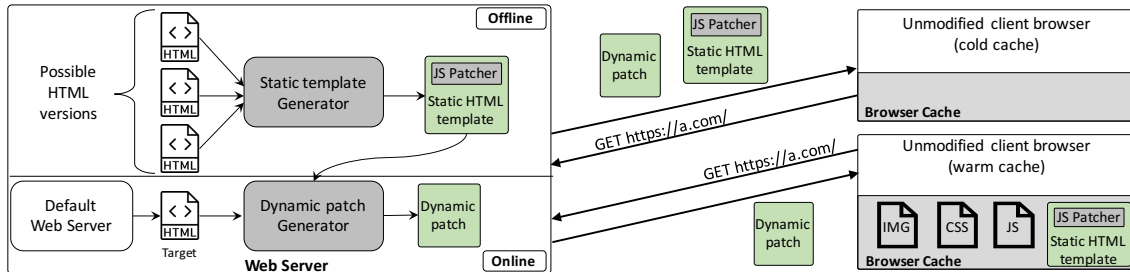 Offline
Possible
HTML
versions
HTML
HTML
HTML
Static template
Generator
JS Patcher
Static HTML
template
Default
Web Server
HTML
Target
Dynamic patch
Generator
Dynamic
patch
Web Server
Online
Dynamic
patch
JS Patcher
Static HTML
template
GET https://a.com/
GET https://a.com/
Dynamic
patch
Unmodified client browser
(cold cache)
Browser Cache
Unmodified client browser
(warm cache)
IMG
CSS
JS
JS Patcher
Static HTML
template
Browser Cache